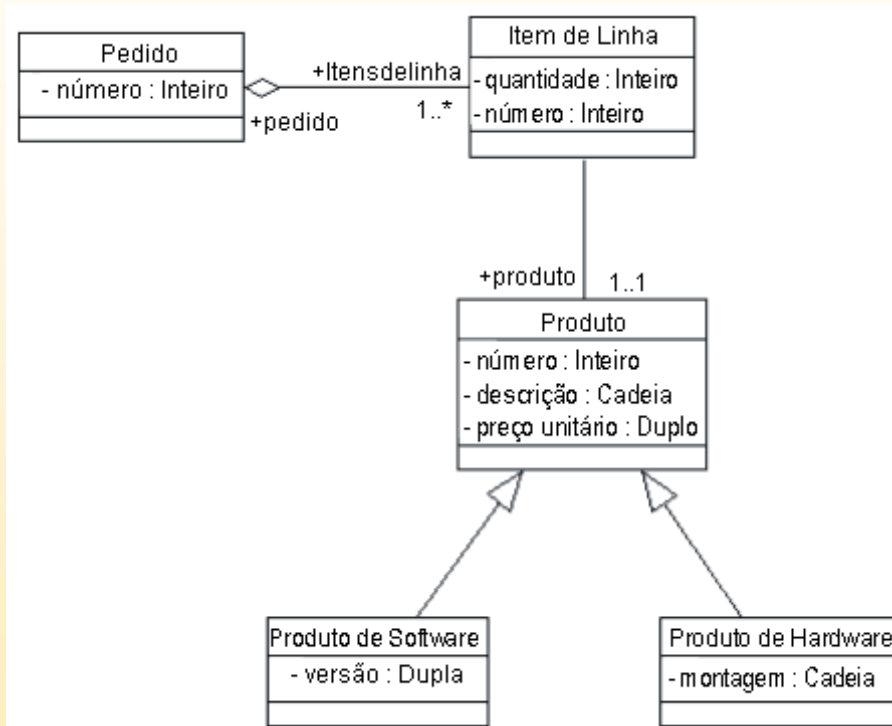 Pedido
- número : Inteiro
+Itensdelinha
1..*
+pedido
Item de Linha
- quantidade : Inteiro
- número : Inteiro
+produto
1..1
Produto
- número : Inteiro
- descrição : Cadeia
- preço unitário : Duplo
Produto de Software
- versão : Dupla
Produto de Hardware
- montagem : Cadeia